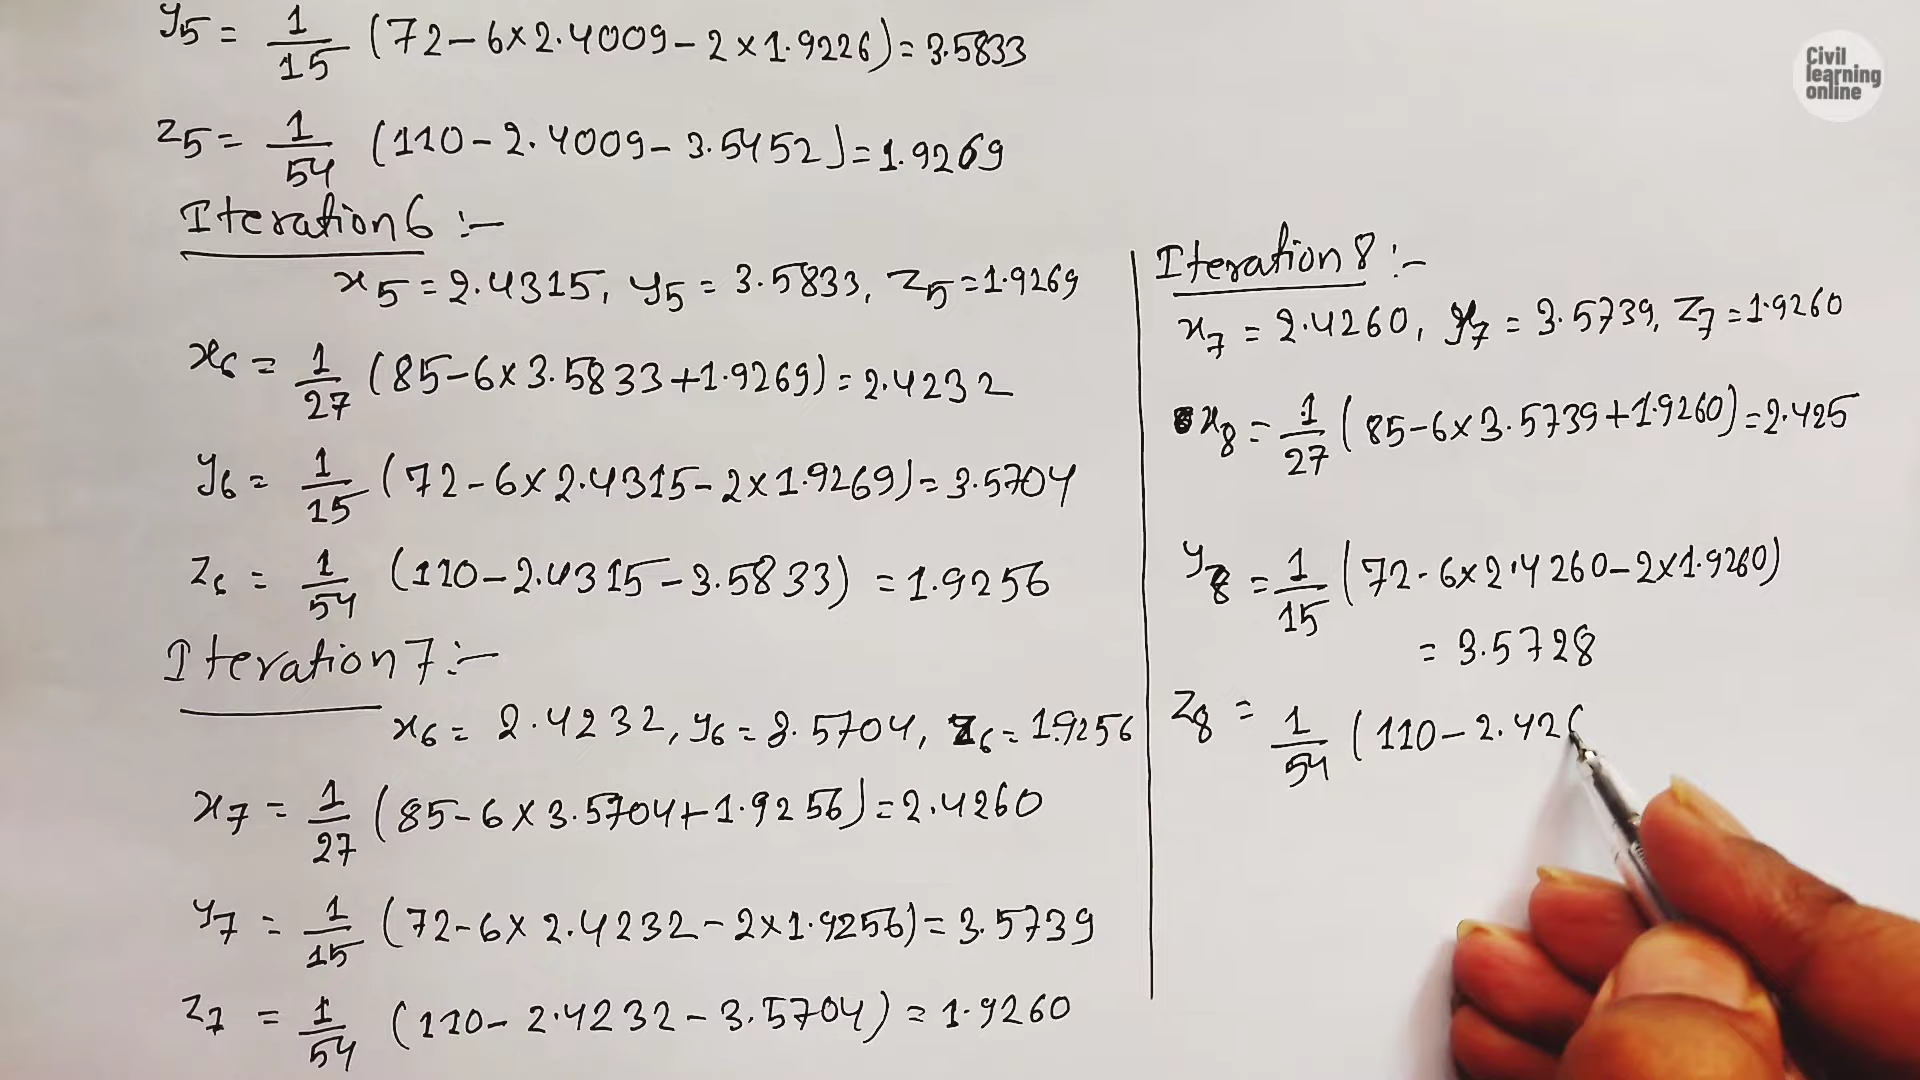 y5 = 1/15 (72-6×2.4009-2×1.9226) = 3.5833
z5 = 1/54 (110-2.4009-3.5452) = 1.9269
Iteration 6 :-
x5 = 2.4315, y5 = 3.5833, z5 = 1.9269
x6 = 1/27 (85-6×3.5833+1.9269) = 2.4232
y6 = 1/15 (72-6×2.4315-2×1.9269) = 3.5704
z6 = 1/54 (110-2.4315-3.5833) = 1.9256
Iteration 7 :-
x6 = 2.4232, y6 = 3.5704, z6 = 1.9256
x7 = 1/27 (85-6×3.5704+1.9256) = 2.4260
y7 = 1/15 (72-6×2.4232-2×1.9256) = 3.5739
z7 = 1/54 (110-2.4232-3.5704) = 1.9260
Iteration 8 :-
x7 = 2.4260, y7 = 3.5739, z7 = 1.9260
x8 = 1/27 (85-6×3.5739+1.9260) = 2.425
y8 = 1/15 (72-6×2.4260-2×1.9260)
= 3.5728
z8 = 1/54 (110-2.426
Civil
learning
online